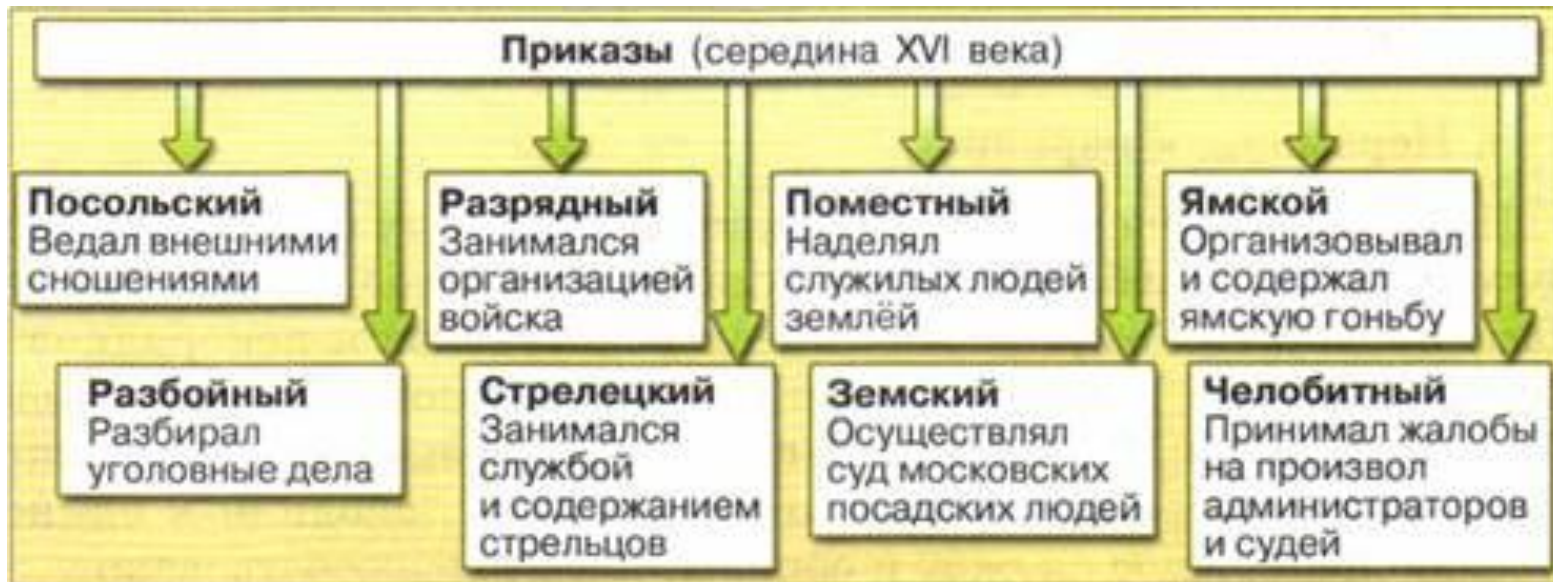 Приказы (середина XVI века)
Посольский
Ведал внешними
сношениями
Разрядный
Занимался
организацией
войска
Поместный
Наделял
служилых людей
землёй
Ямской
Организовывал
и содержал
ямскую гоньбу
Разбойный
Разбирал
уголовные дела
Стрелецкий
Занимался
службой
и содержанием
стрельцов
Земский
Осуществлял
суд московских
посадских людей
Челобитный
Принимал жалобы
на произвол
администраторов
и судей